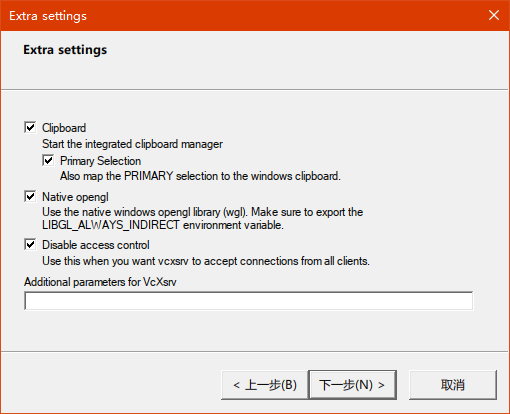 Extra settings
Extra settings
Clipboard
Start the integrated clipboard manager
Primary Selection
Also map the PRIMARY selection to the windows clipboard.
Native opengl
Use the native windows opengl library (wgl). Make sure to export the
LIBGL_ALWAYS_INDIRECT environment variable.
Disable access control
Use this when you want vcxsrv to accept connections from all clients.
Additional parameters for VcXsrv
< 上一步(B) 下一步(N) > 取消